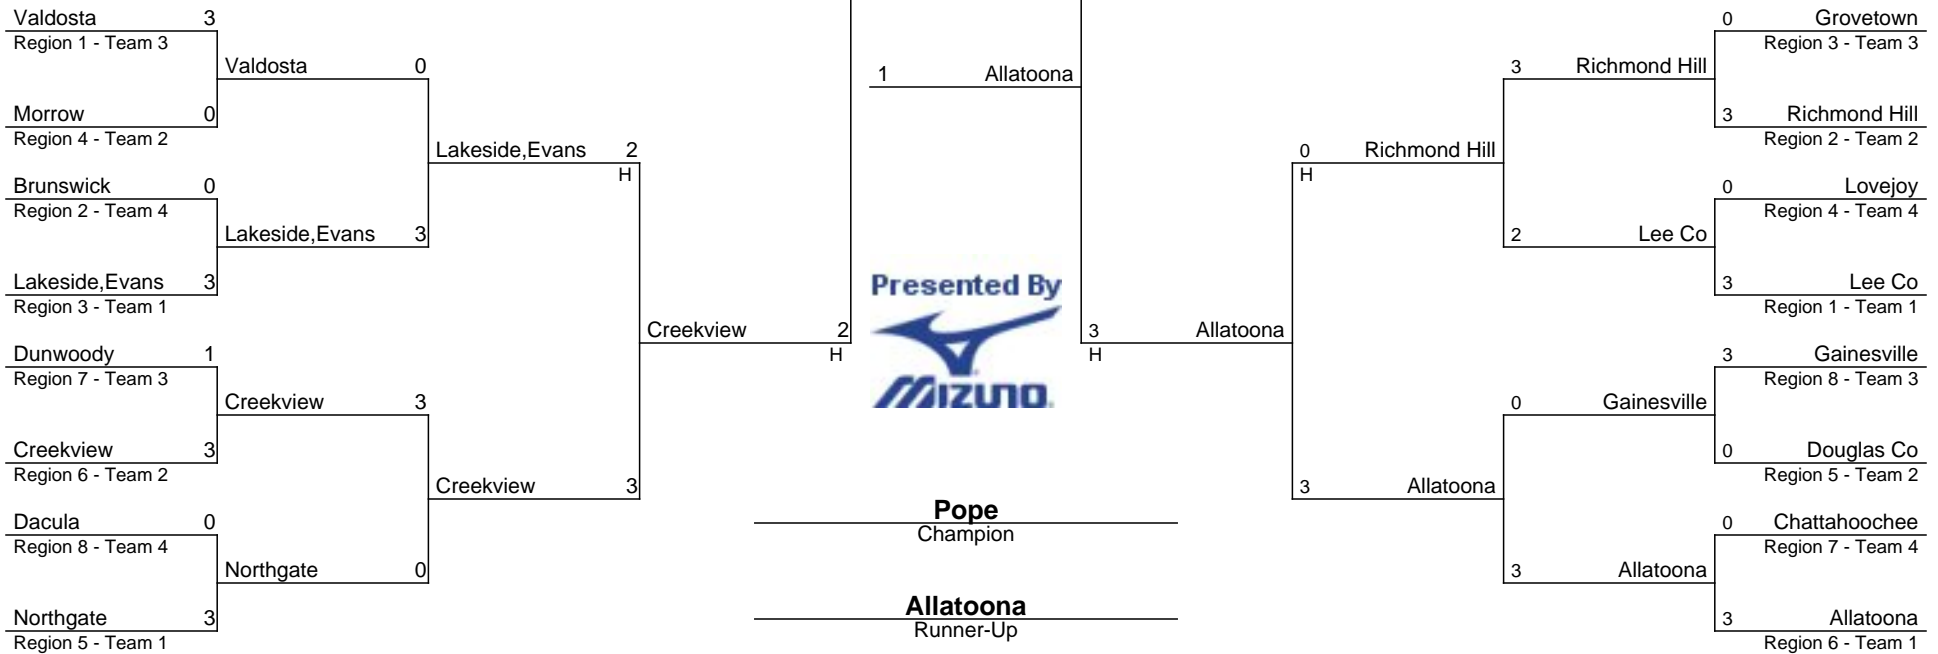 Valdosta 3
Region 1 - Team 3
Valdosta 0
Morrow 0
Region 4 - Team 2
Lakeside,Evans 2
H
Brunswick 0
Region 2 - Team 4
Lakeside,Evans 3
Lakeside,Evans 3
Region 3 - Team 1
Creekview 2
H
Dunwoody 1
Region 7 - Team 3
Creekview 3
Creekview 3
Region 6 - Team 2
Creekview 3
Dacula 0
Region 8 - Team 4
Northgate 0
Northgate 3
Region 5 - Team 1
1 Allatoona
Presented By
MIZUNO
Pope
Champion
Allatoona
Runner-Up
0 Grovetown
Region 3 - Team 3
3 Richmond Hill
3 Richmond Hill
Region 2 - Team 2
0 Richmond Hill
H
0 Lovejoy
Region 4 - Team 4
2 Lee Co
3 Lee Co
Region 1 - Team 1
3 Allatoona
H
3 Gainesville
Region 8 - Team 3
0 Gainesville
0 Douglas Co
Region 5 - Team 2
3 Allatoona
0 Chattahoochee
Region 7 - Team 4
3 Allatoona
3 Allatoona
Region 6 - Team 1